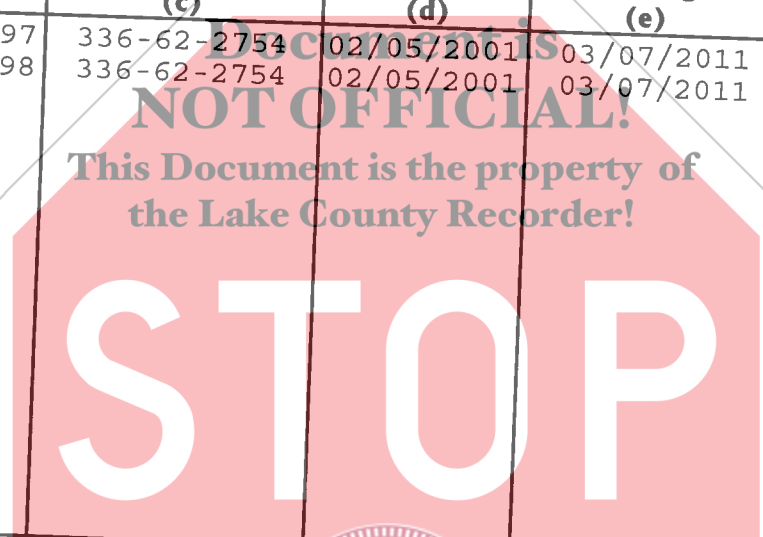 (c) (d) (e)
97 336-62-2754 02/05/2001 03/07/2011
98 336-62-2754 02/05/2001 03/07/2011
Document is
NOT OFFICIAL!
This Document is the property of
the Lake County Recorder!
STOP